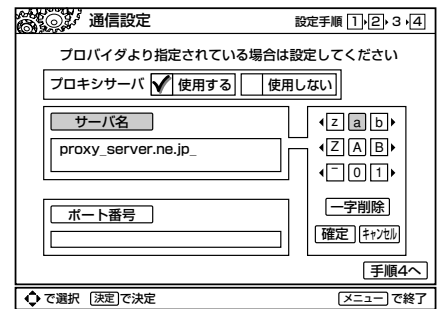 通信設定
設定手順 1 2 3 4
プロバイダより指定されている場合は設定してください
プロキシサーバ 使用する 使用しない
サーバ名
proxy_server.ne.jp_
z a b
Z A B
~ 0 1
一字削除
確定 ｷｬﾝｾﾙ
ポート番号
手順4へ
で選択 決定 で決定
メニュー で終了